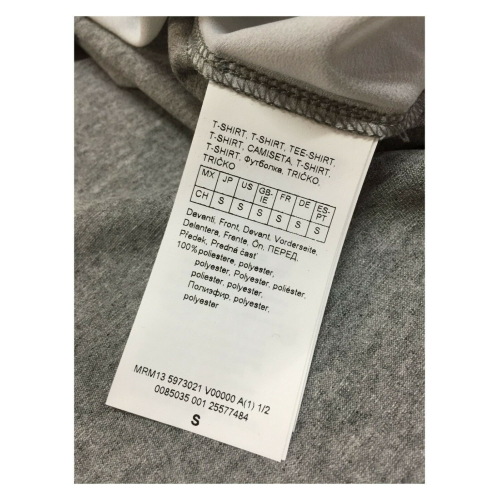 T-SHIRT, T-SHIRT, TEE-SHIRT,
T-SHIRT, CAMISETA, T-SHIRT,
T-SHIRT, Футболка, TRIČKO,
TRIČKO
MX JP US GB-IE FR DE ES-PT
CH S S S S S S
Davanti, Front, Devant, Vorderseite,
Delantera, Frente, Ön, ПЕРЕД,
Předek, Predná časť
100% poliestere, polyester,
polyester, Polyester, poliéster,
poliester, polyester,
Полиэфир, polyester,
polyester
MRM13 5973021 V00000 A(1) 1/2
0085035 001 25577484
S